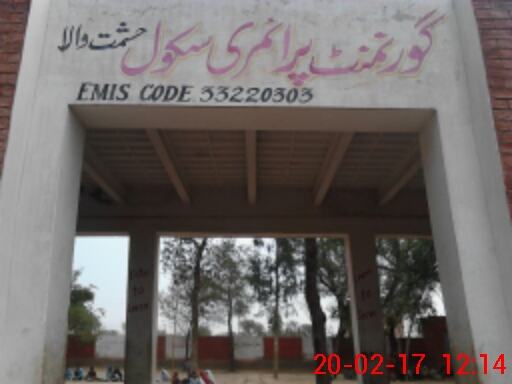 گورنمنٹ پرائمری سکول حشمت والا
EMIS CODE 33220303
20-02-17 12:14